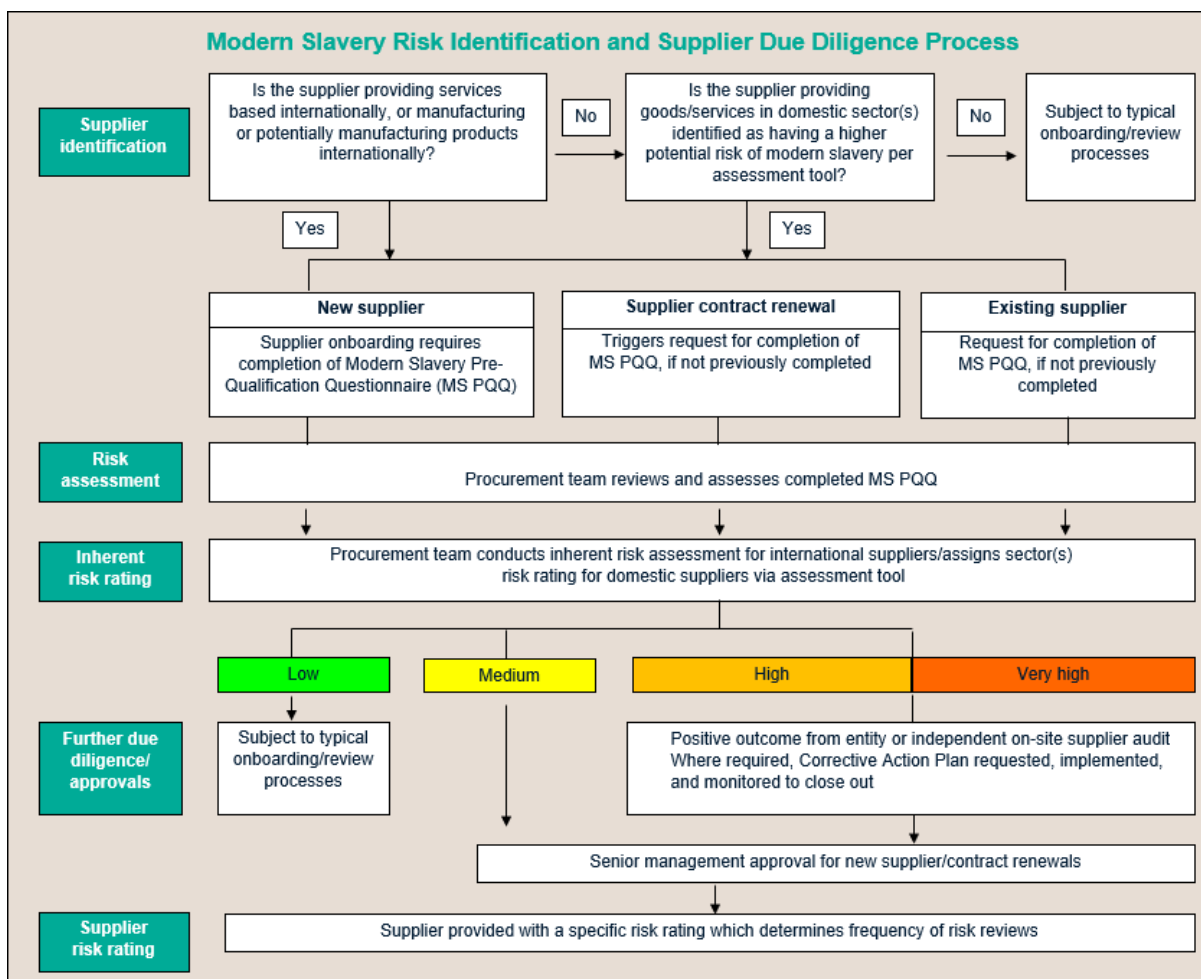 Modern Slavery Risk Identification and Supplier Due Diligence Process
Supplier
identification
Is the supplier providing services
based internationally, or manufacturing
or potentially manufacturing products
internationally?
No
Is the supplier providing
goods/services in domestic sector(s)
identified as having a higher
potential risk of modern slavery per
assessment tool?
No
Subject to typical
onboarding/review
processes
Yes
Yes
New supplier
Supplier onboarding requires
completion of Modern Slavery Pre-
Qualification Questionnaire (MS PQQ)
Supplier contract renewal
Triggers request for completion of
MS PQQ, if not previously completed
Existing supplier
Request for completion of
MS PQQ, if not previously
completed
Risk
assessment
Procurement team reviews and assesses completed MS PQQ
Inherent
risk rating
Procurement team conducts inherent risk assessment for international suppliers/assigns sector(s)
risk rating for domestic suppliers via assessment tool
Low
Medium
High
Very high
Further due
diligence/
approvals
Subject to typical
onboarding/review
processes
Positive outcome from entity or independent on-site supplier audit
Where required, Corrective Action Plan requested, implemented,
and monitored to close out
Senior management approval for new supplier/contract renewals
Supplier
risk rating
Supplier provided with a specific risk rating which determines frequency of risk reviews